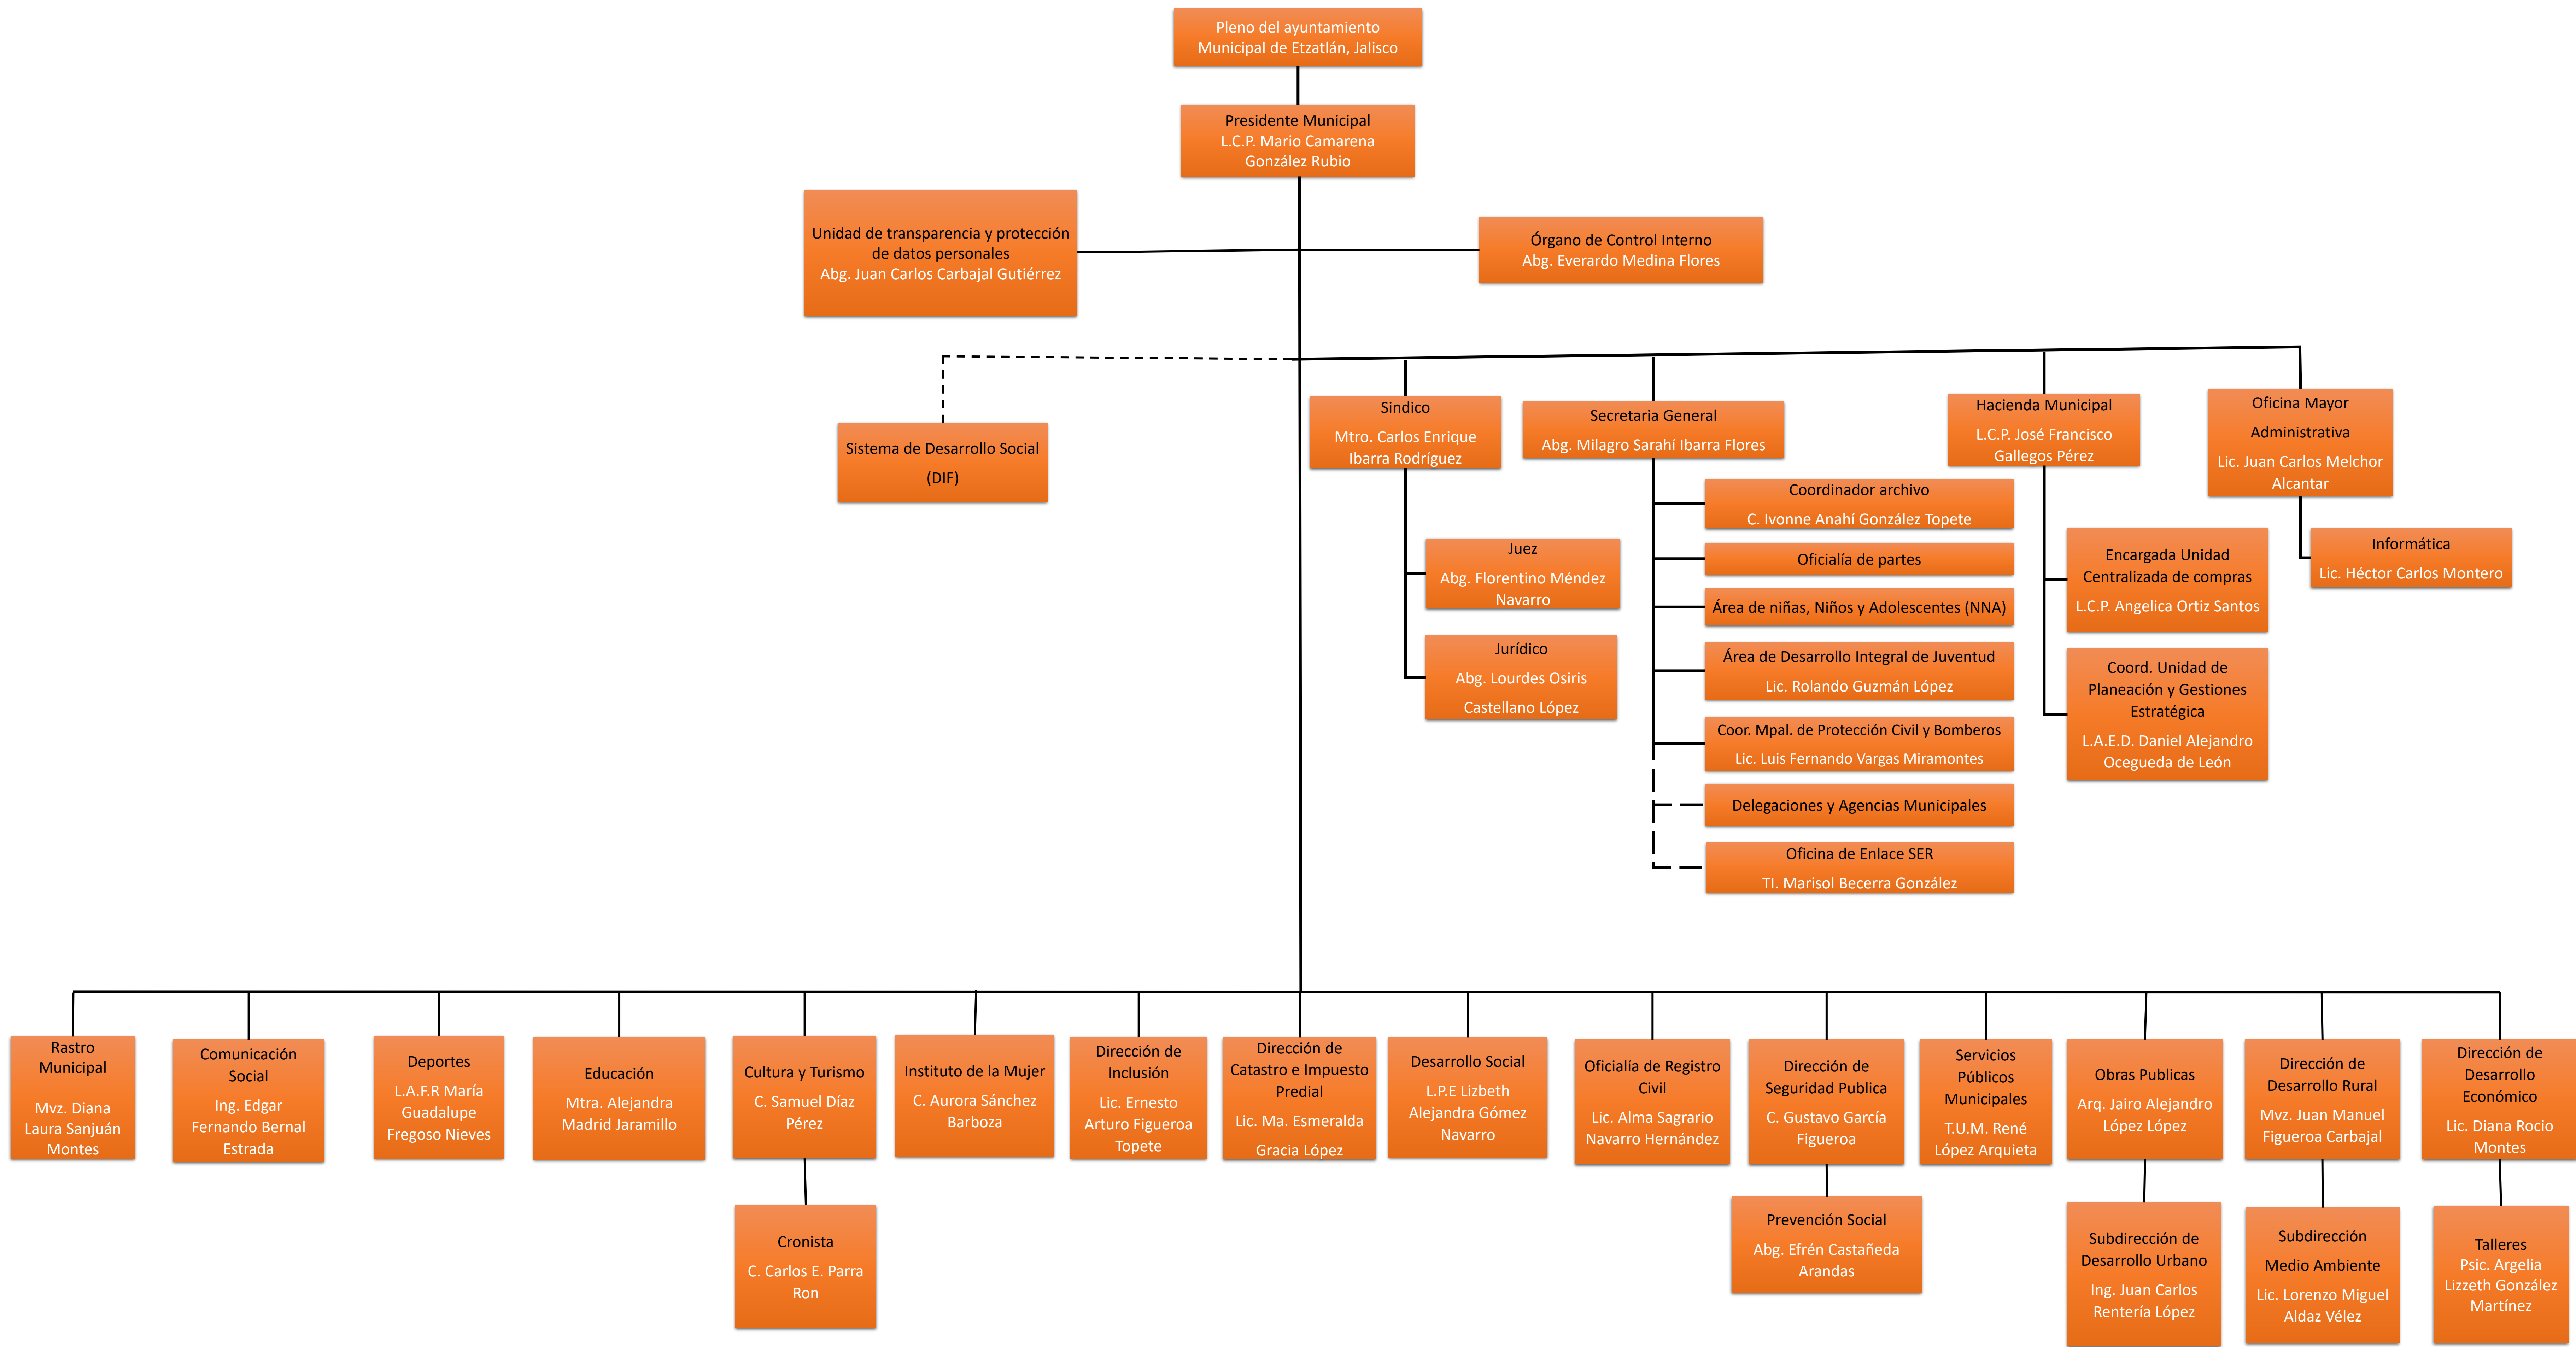 Pleno del ayuntamiento
Municipal de Etzatlán, Jalisco
Presidente Municipal
L.C.P. Mario Camarena
González Rubio
Unidad de transparencia y protección
de datos personales
Abg. Juan Carlos Carbajal Gutiérrez
Órgano de Control Interno
Abg. Everardo Medina Flores
Sistema de Desarrollo Social
(DIF)
Sindico
Mtro. Carlos Enrique
Ibarra Rodríguez
Juez
Abg. Florentino Méndez
Navarro
Jurídico
Abg. Lourdes Osiris
Castellano López
Secretaria General
Abg. Milagro Sarahí Ibarra Flores
Coordinador archivo
C. Ivonne Anahí González Topete
Oficialía de partes
Área de niñas, Niños y Adolescentes (NNA)
Área de Desarrollo Integral de Juventud
Lic. Rolando Guzmán López
Coor. Mpal. de Protección Civil y Bomberos
Lic. Luis Fernando Vargas Miramontes
Delegaciones y Agencias Municipales
Oficina de Enlace SER
TI. Marisol Becerra González
Hacienda Municipal
L.C.P. José Francisco
Gallegos Pérez
Encargada Unidad
Centralizada de compras
L.C.P. Angelica Ortiz Santos
Coord. Unidad de
Planeación y Gestiones
Estratégica
L.A.E.D. Daniel Alejandro
Ocegueda de León
Oficina Mayor
Administrativa
Lic. Juan Carlos Melchor
Alcantar
Informática
Lic. Héctor Carlos Montero
Rastro
Municipal
Mvz. Diana
Laura Sanjuán
Montes
Comunicación
Social
Ing. Edgar
Fernando Bernal
Estrada
Deportes
L.A.F.R María
Guadalupe
Fregoso Nieves
Educación
Mtra. Alejandra
Madrid Jaramillo
Cultura y Turismo
C. Samuel Díaz
Pérez
Cronista
C. Carlos E. Parra
Ron
Instituto de la Mujer
C. Aurora Sánchez
Barboza
Dirección de
Inclusión
Lic. Ernesto
Arturo Figueroa
Topete
Dirección de
Catastro e Impuesto
Predial
Lic. Ma. Esmeralda
Gracia López
Desarrollo Social
L.P.E Lizbeth
Alejandra Gómez
Navarro
Oficialía de Registro
Civil
Lic. Alma Sagrario
Navarro Hernández
Dirección de
Seguridad Publica
C. Gustavo García
Figueroa
Prevención Social
Abg. Efrén Castañeda
Arandas
Servicios
Públicos
Municipales
T.U.M. René
López Arquieta
Obras Publicas
Arq. Jairo Alejandro
López López
Subdirección de
Desarrollo Urbano
Ing. Juan Carlos
Rentería López
Dirección de
Desarrollo Rural
Mvz. Juan Manuel
Figueroa Carbajal
Subdirección
Medio Ambiente
Lic. Lorenzo Miguel
Aldaz Vélez
Dirección de
Desarrollo
Económico
Lic. Diana Rocio
Montes
Talleres
Psic. Argelia
Lizzeth González
Martínez